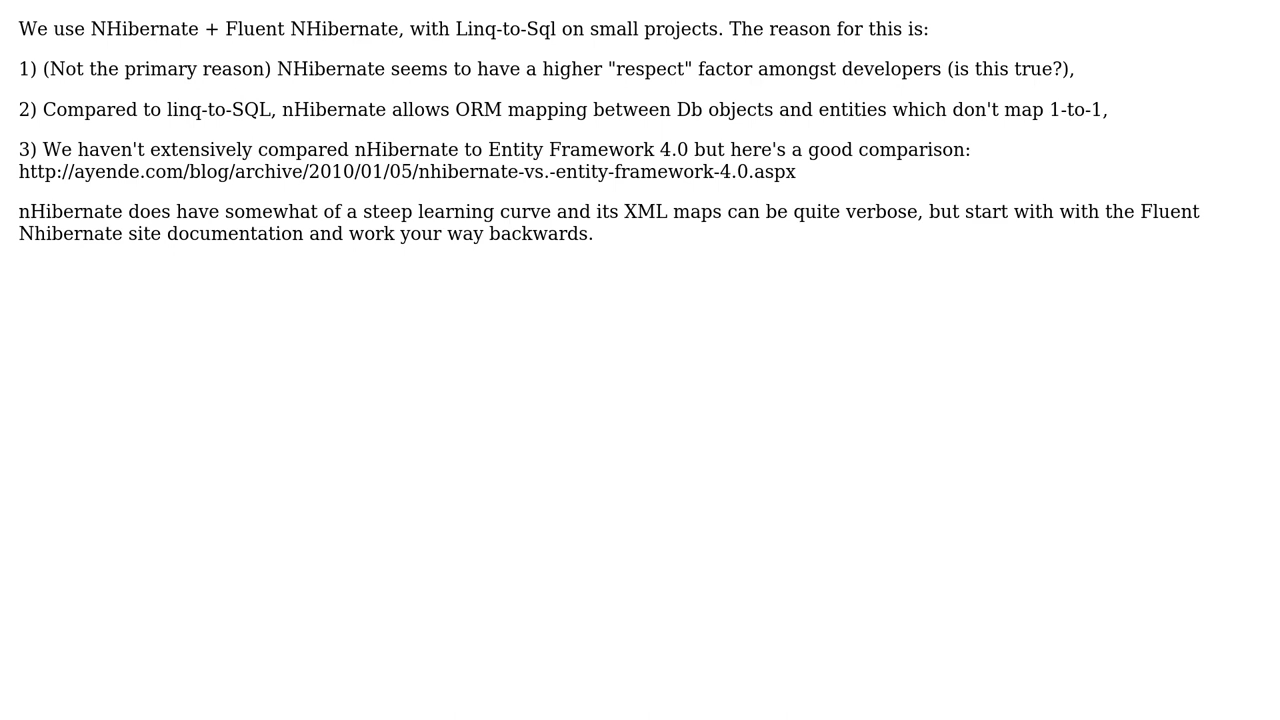 We use NHibernate + Fluent NHibernate, with Linq-to-Sql on small projects. The reason for this is:
1) (Not the primary reason) NHibernate seems to have a higher "respect" factor amongst developers (is this true?),
2) Compared to linq-to-SQL, nHibernate allows ORM mapping between Db objects and entities which don't map 1-to-1,
3) We haven't extensively compared nHibernate to Entity Framework 4.0 but here's a good comparison:
http://ayende.com/blog/archive/2010/01/05/nhibernate-vs.-entity-framework-4.0.aspx
nHibernate does have somewhat of a steep learning curve and its XML maps can be quite verbose, but start with with the Fluent
Nhibernate site documentation and work your way backwards.